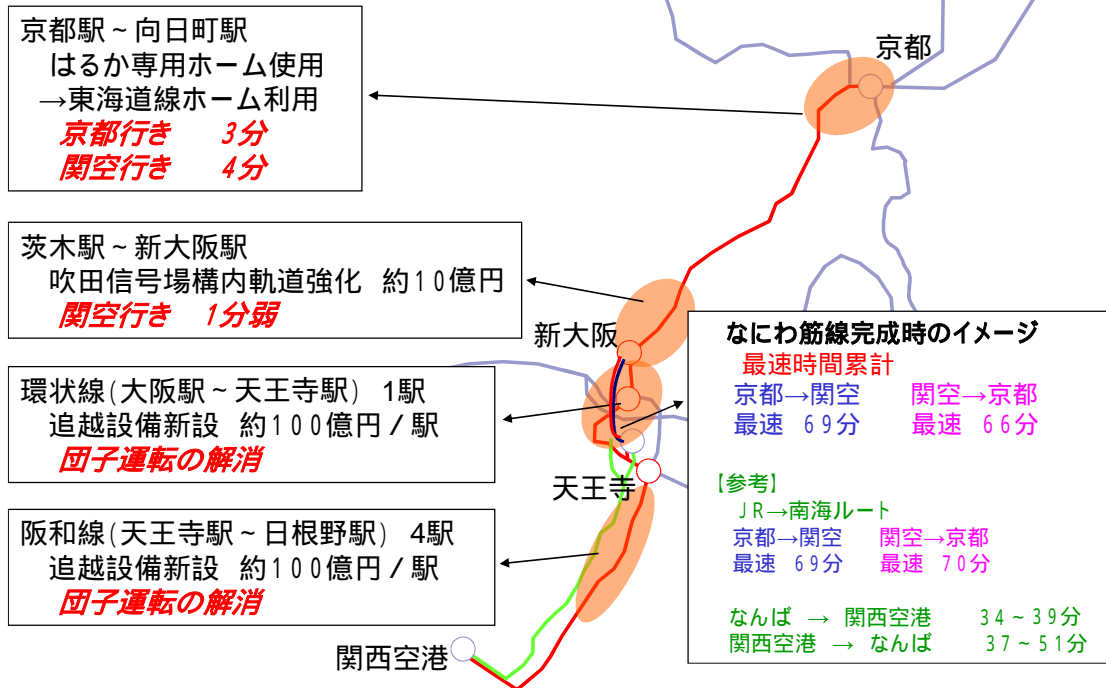 京都駅~向日町駅
はるか専用ホーム使用
→東海道線ホーム利用
京都行き 3分
関空行き 4分
京都
茨木駅~新大阪駅
吹田信号場構内軌道強化 約10億円
関空行き 1分弱
新大阪
環状線(大阪駅~天王寺駅) 1駅
追越設備新設 約100億円/駅
団子運転の解消
天王寺
阪和線(天王寺駅~日根野駅) 4駅
追越設備新設 約100億円/駅
団子運転の解消
関西空港
なにわ筋線完成時のイメージ
最速時間累計
京都→関空 関空→京都
最速 69分 最速 66分
【参考】
JR→南海ルート
京都→関空 関空→京都
最速 69分 最速 70分
なんば → 関西空港 34~39分
関西空港 → なんば 37~51分